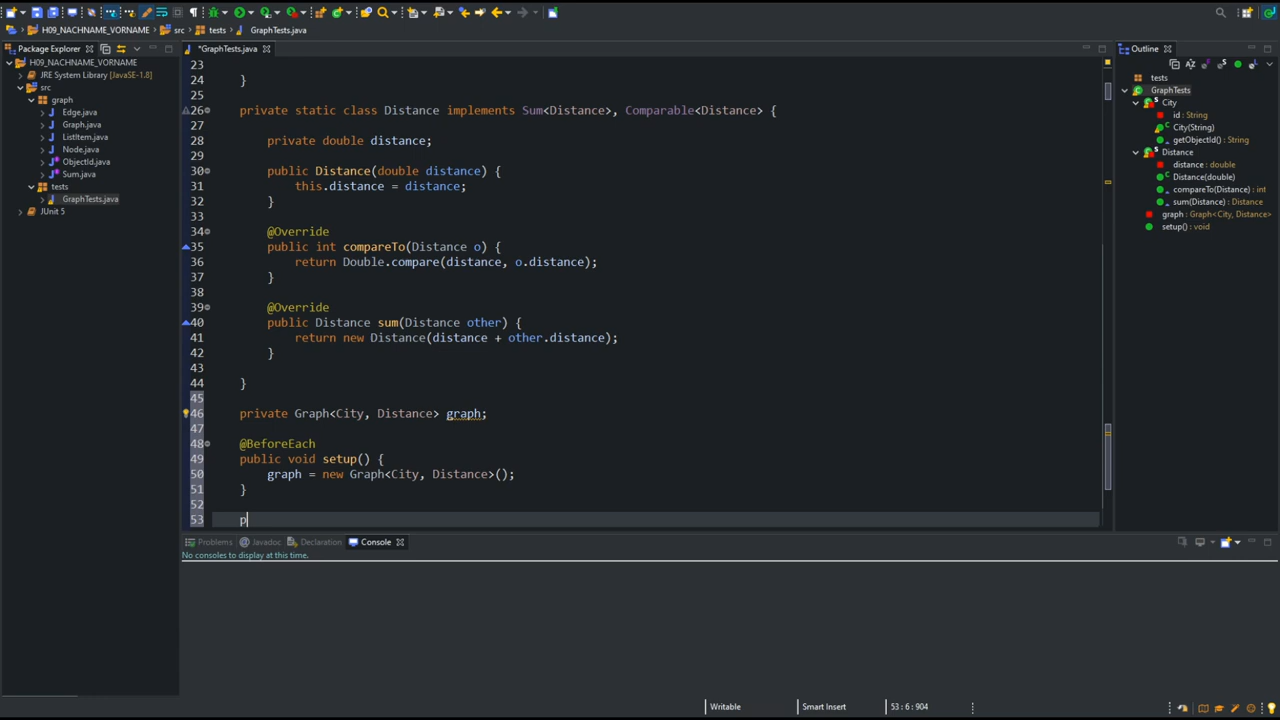 H09_NACHNAME_VORNAME
src
tests
GraphTests.java
Package Explorer
*GraphTests.java
Outline
H09_NACHNAME_VORNAME
JRE System Library [JavaSE-1.8]
src
graph
Edge.java
Graph.java
ListItem.java
Node.java
ObjectId.java
Sum.java
tests
GraphTests.java
JUnit 5
23
24 }
25
26 private static class Distance implements Sum<Distance>, Comparable<Distance> {
27
28 private double distance;
29
30 public Distance(double distance) {
31 this.distance = distance;
32 }
33
34 @Override
35 public int compareTo(Distance o) {
36 return Double.compare(distance, o.distance);
37 }
38
39 @Override
40 public Distance sum(Distance other) {
41 return new Distance(distance + other.distance);
42 }
43
44 }
45
46 private Graph<City, Distance> graph;
47
48 @BeforeEach
49 public void setup() {
50 graph = new Graph<City, Distance>();
51 }
52
53 p
tests
GraphTests
City
id : String
City(String)
getObjectId() : String
Distance
distance : double
Distance(double)
compareTo(Distance) : int
sum(Distance) : Distance
graph : Graph<City, Distance>
setup() : void
Problems
Javadoc
Declaration
Console
No consoles to display at this time.
Writable
Smart Insert
53 : 6 : 904